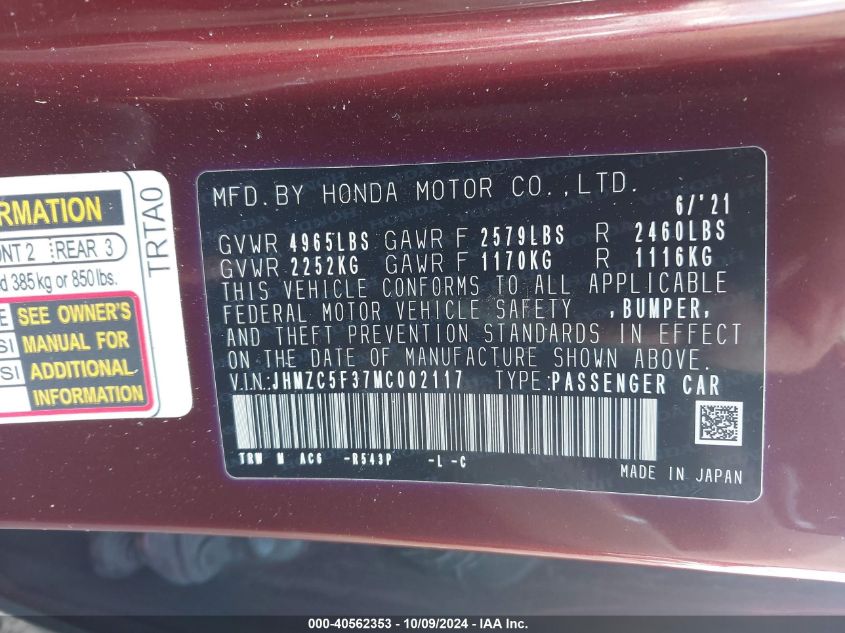 RMATION
ONT 2 REAR 3
d 385 kg or 850 lbs.
E SEE OWNER'S
SI MANUAL FOR
SI ADDITIONAL
INFORMATION
TRTA0
MFD. BY HONDA MOTOR CO.,LTD.
6/'21
GVWR 4965LBS GAWR F 2579LBS R 2460LBS
GVWR 2252KG GAWR F 1170KG R 1116KG
THIS VEHICLE CONFORMS TO ALL APPLICABLE
FEDERAL MOTOR VEHICLE SAFETY ,BUMPER,
AND THEFT PREVENTION STANDARDS IN EFFECT
ON THE DATE OF MANUFACTURE SHOWN ABOVE.
V.I.N.:JHMZC5F37MC002117 TYPE:PASSENGER CAR
TRW M AC6 -R543P -L -C
MADE IN JAPAN
000-40562353 - 10/09/2024 - IAA Inc.